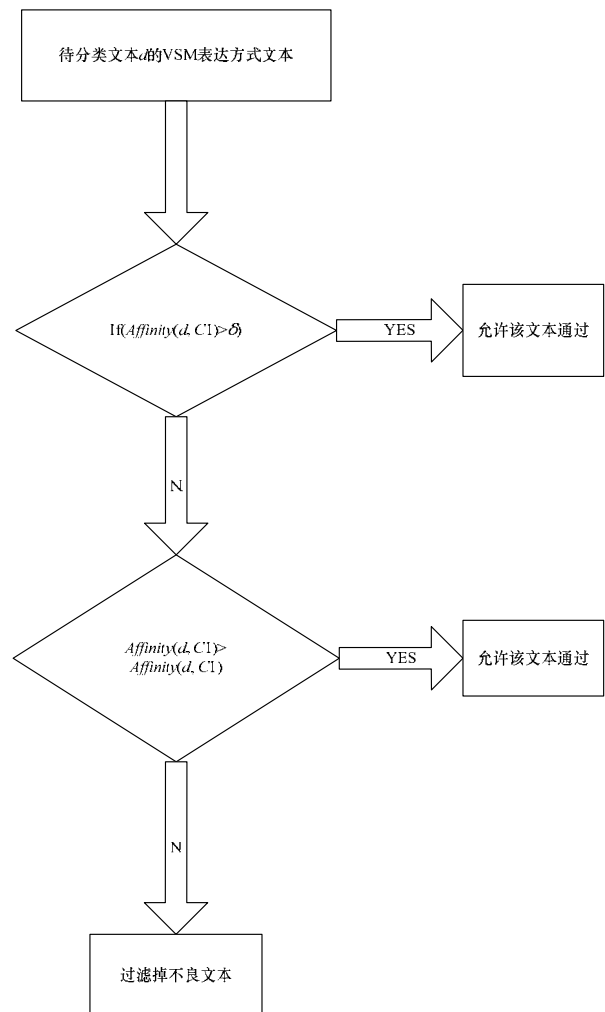 待分类文本d的VSM表达方式文本
If(Affinity(d, C1)>δ)
YES
允许该文本通过
N
Affinity(d, C1)>
Affinity(d, C1)
YES
允许该文本通过
N
过滤掉不良文本